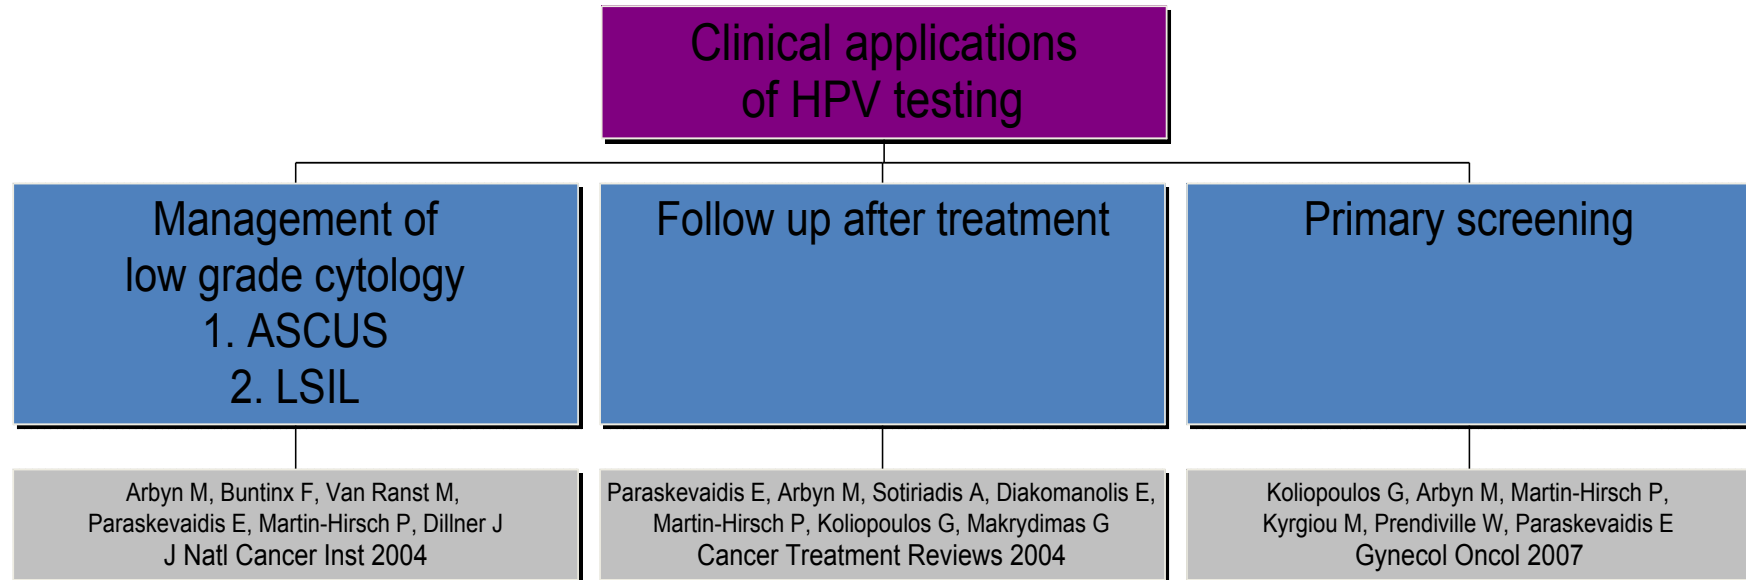 Clinical applications
of HPV testing
Management of
low grade cytology
1. ASCUS
2. LSIL
Follow up after treatment
Primary screening
Arbyn M, Buntinx F, Van Ranst M,
Paraskevaidis E, Martin-Hirsch P, Dillner J
J Natl Cancer Inst 2004
Paraskevaidis E, Arbyn M, Sotiriadis A, Diakomanolis E,
Martin-Hirsch P, Koliopoulos G, Makrydimas G
Cancer Treatment Reviews 2004
Koliopoulos G, Arbyn M, Martin-Hirsch P,
Kyrgiou M, Prendiville W, Paraskevaidis E
Gynecol Oncol 2007